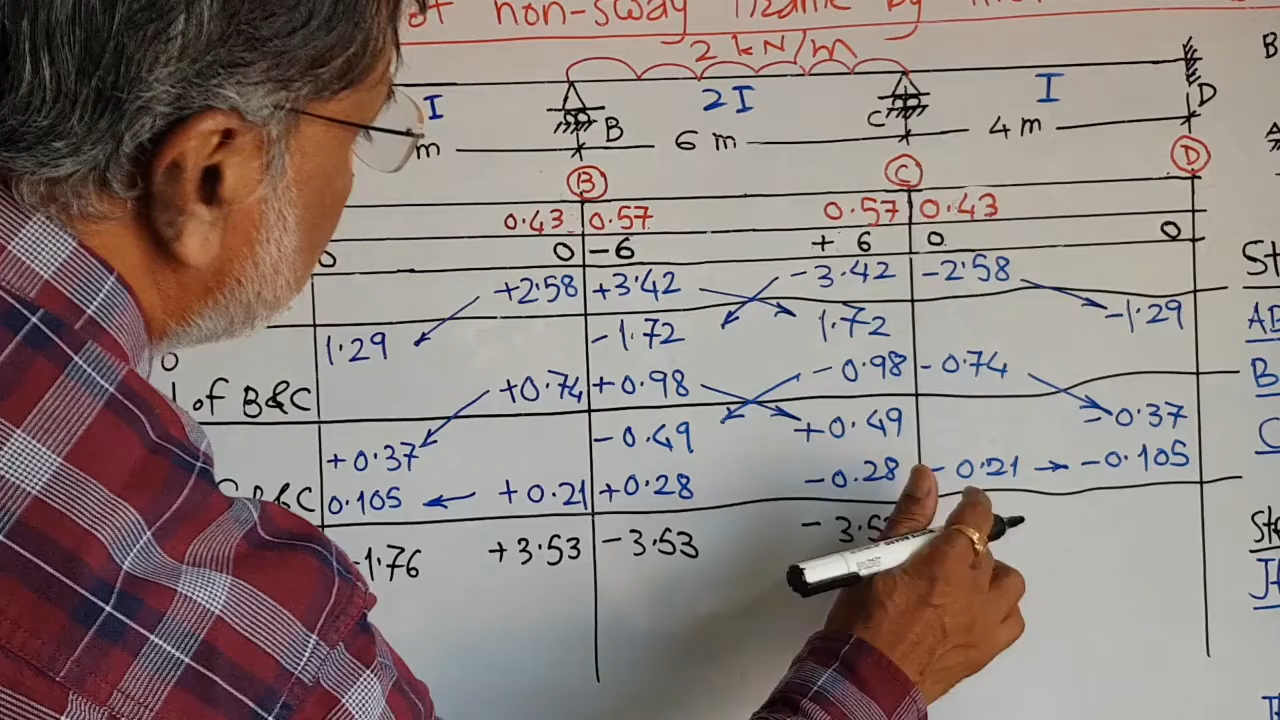 of non-sway frame by
2 kN/m
I 2I I
B C D
m 6 m 4 m
B C D
0.43 0.57 0.57 0.43
0 0 -6 + 6 0 0
+2.58 +3.42 -3.42 -2.58
0 1.29 -1.72 1.72 -1.29
of B&C +0.74 +0.98 -0.98 -0.74
+0.37 -0.49 +0.49 -0.37
B&C 0.105 +0.21 +0.28 -0.28 -0.21 -0.105
1.76 +3.53 -3.53 -3.5
B
St
AB
B
C
Ste